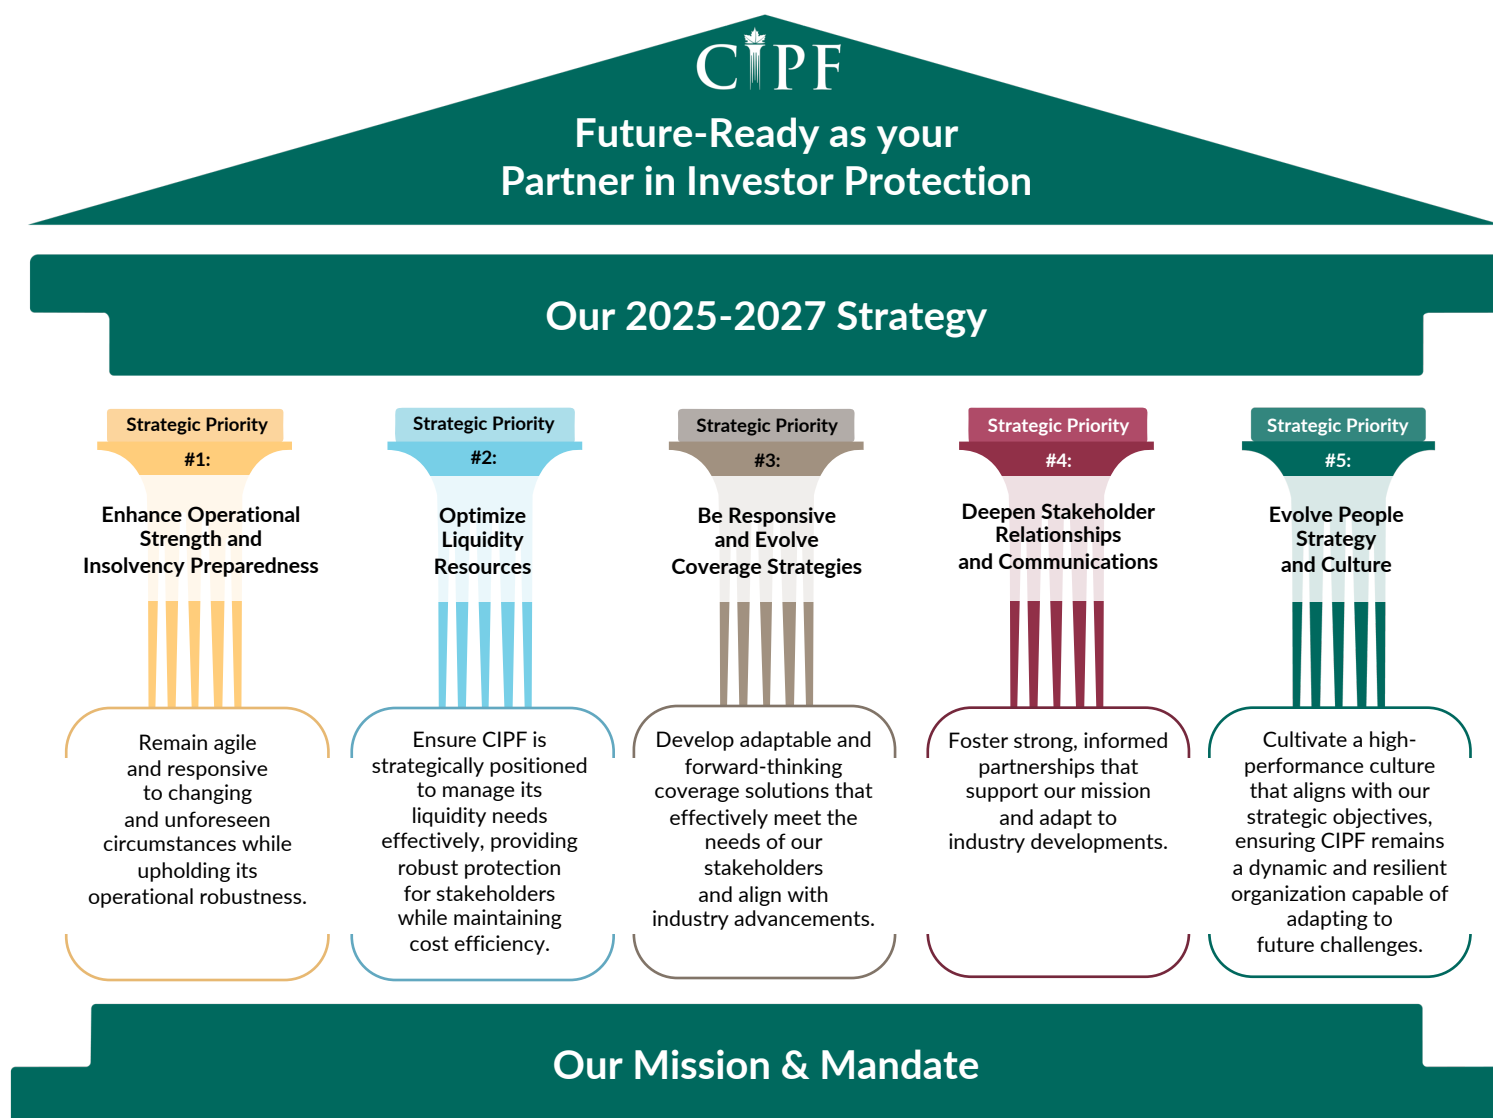 CIPF
Future-Ready as your
Partner in Investor Protection
Our 2025-2027 Strategy
Strategic Priority
#1:
Enhance Operational
Strength and
Insolvency Preparedness
Remain agile
and responsive
to changing
and unforeseen
circumstances while
upholding its
operational robustness.
Strategic Priority
#2:
Optimize
Liquidity
Resources
Ensure CIPF is
strategically positioned
to manage its
liquidity needs
effectively, providing
robust protection
for stakeholders
while maintaining
cost efficiency.
Strategic Priority
#3:
Be Responsive
and Evolve
Coverage Strategies
Develop adaptable and
forward-thinking
coverage solutions that
effectively meet the
needs of our
stakeholders
and align with
industry advancements.
Strategic Priority
#4:
Deepen Stakeholder
Relationships
and Communications
Foster strong, informed
partnerships that
support our mission
and adapt to
industry developments.
Strategic Priority
#5:
Evolve People
Strategy
and Culture
Cultivate a high-
performance culture
that aligns with our
strategic objectives,
ensuring CIPF remains
a dynamic and resilient
organization capable of
adapting to
future challenges.
Our Mission & Mandate